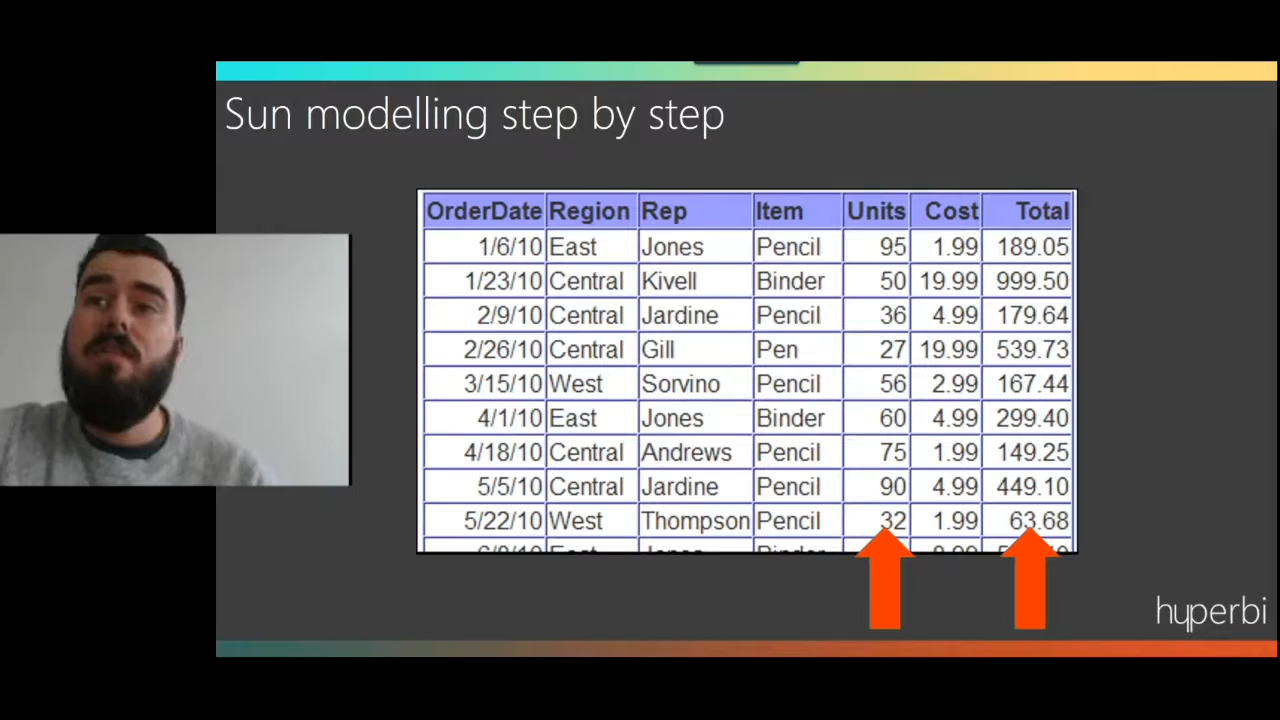 Sun modelling step by step
OrderDate Region Rep Item Units Cost Total
1/6/10 East Jones Pencil 95 1.99 189.05
1/23/10 Central Kivell Binder 50 19.99 999.50
2/9/10 Central Jardine Pencil 36 4.99 179.64
2/26/10 Central Gill Pen 27 19.99 539.73
3/15/10 West Sorvino Pencil 56 2.99 167.44
4/1/10 East Jones Binder 60 4.99 299.40
4/18/10 Central Andrews Pencil 75 1.99 149.25
5/5/10 Central Jardine Pencil 90 4.99 449.10
5/22/10 West Thompson Pencil 32 1.99 63.68
hyperbi